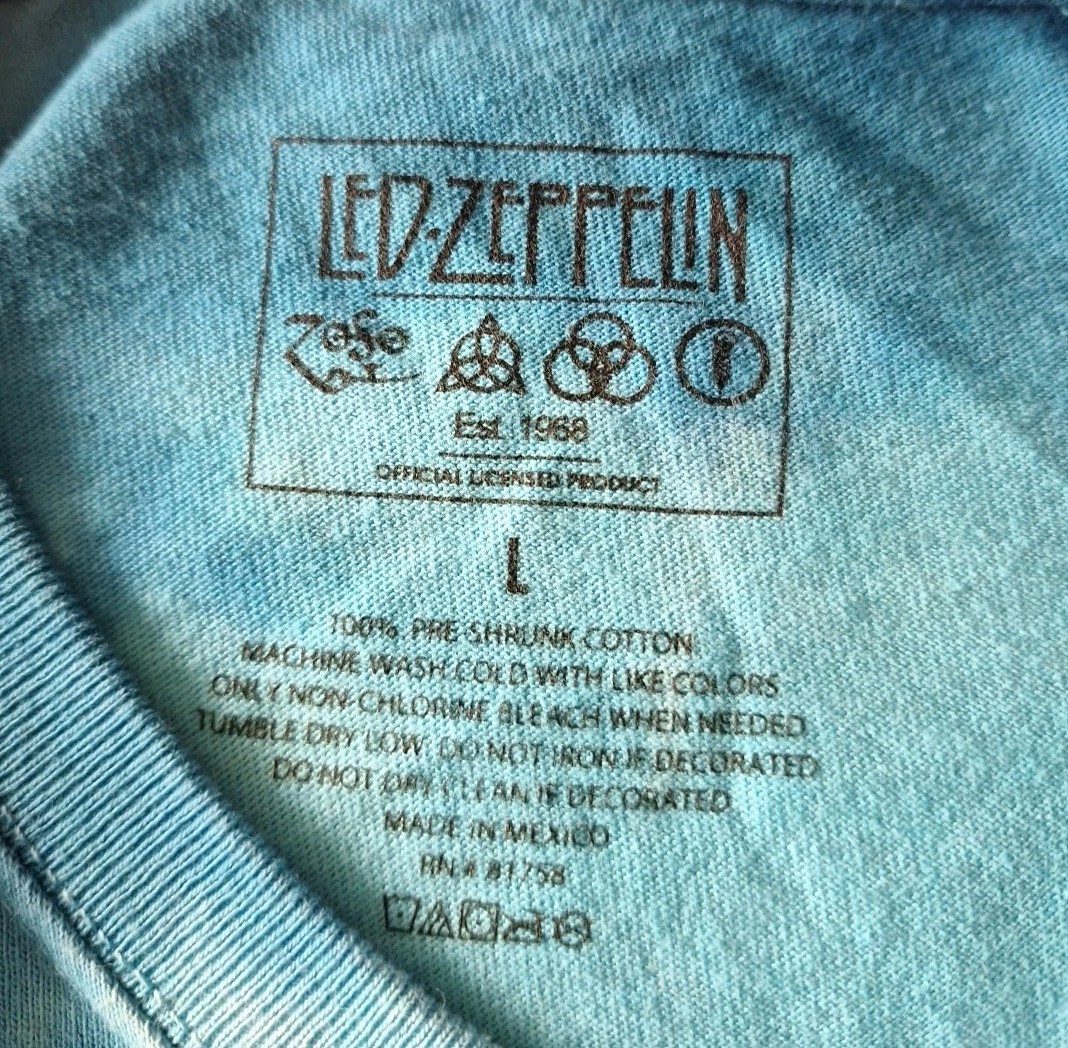 LED·ZEPPELIN
ZOSO
Est. 1968
OFFICIAL LICENSED PRODUCT
L
100% PRE-SHRUNK COTTON
MACHINE WASH COLD WITH LIKE COLORS
ONLY NON-CHLORINE BLEACH WHEN NEEDED
TUMBLE DRY LOW DO NOT IRON IF DECORATED
DO NOT DRY CLEAN IF DECORATED
MADE IN MEXICO
RN # 81758